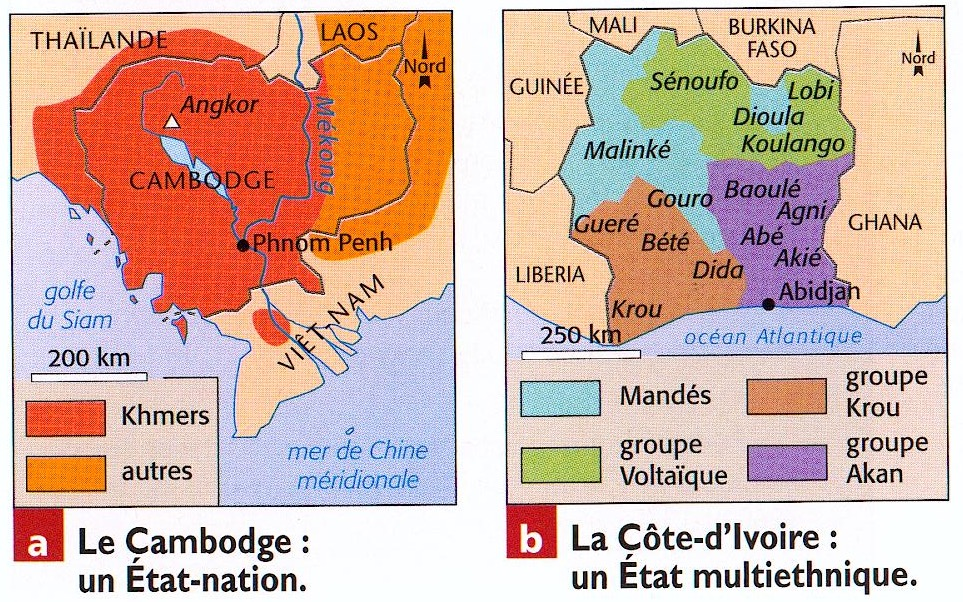 THAÏLANDE
LAOS
Nord
Angkor
Mékong
CAMBODGE
Phnom Penh
golfe
du Siam
VIÊT-NAM
200 km
Khmers
autres
mer de Chine
méridionale
a Le Cambodge :
un État-nation.
MALI
BURKINA
FASO
Nord
GUINÉE
Sénoufo
Lobi
Dioula
Koulango
Malinké
Gouro
Baoulé
Agni
GHANA
Gueré
Bété
Abé
Akié
LIBERIA
Dida
Abidjan
Krou
250 km
océan Atlantique
Mandés
groupe
Krou
groupe
Voltaïque
groupe
Akan
b La Côte-d'Ivoire :
un État multiethnique.